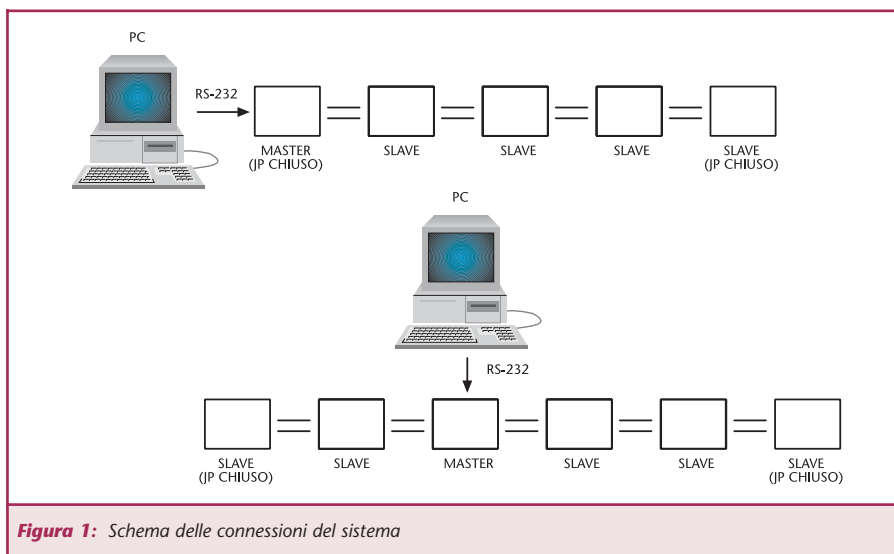 PC
RS-232
MASTER
(JP CHIUSO)
SLAVE
SLAVE
SLAVE
SLAVE
(JP CHIUSO)
PC
RS-232
SLAVE
(JP CHIUSO)
SLAVE
MASTER
SLAVE
SLAVE
SLAVE
(JP CHIUSO)
Figura 1: Schema delle connessioni del sistema